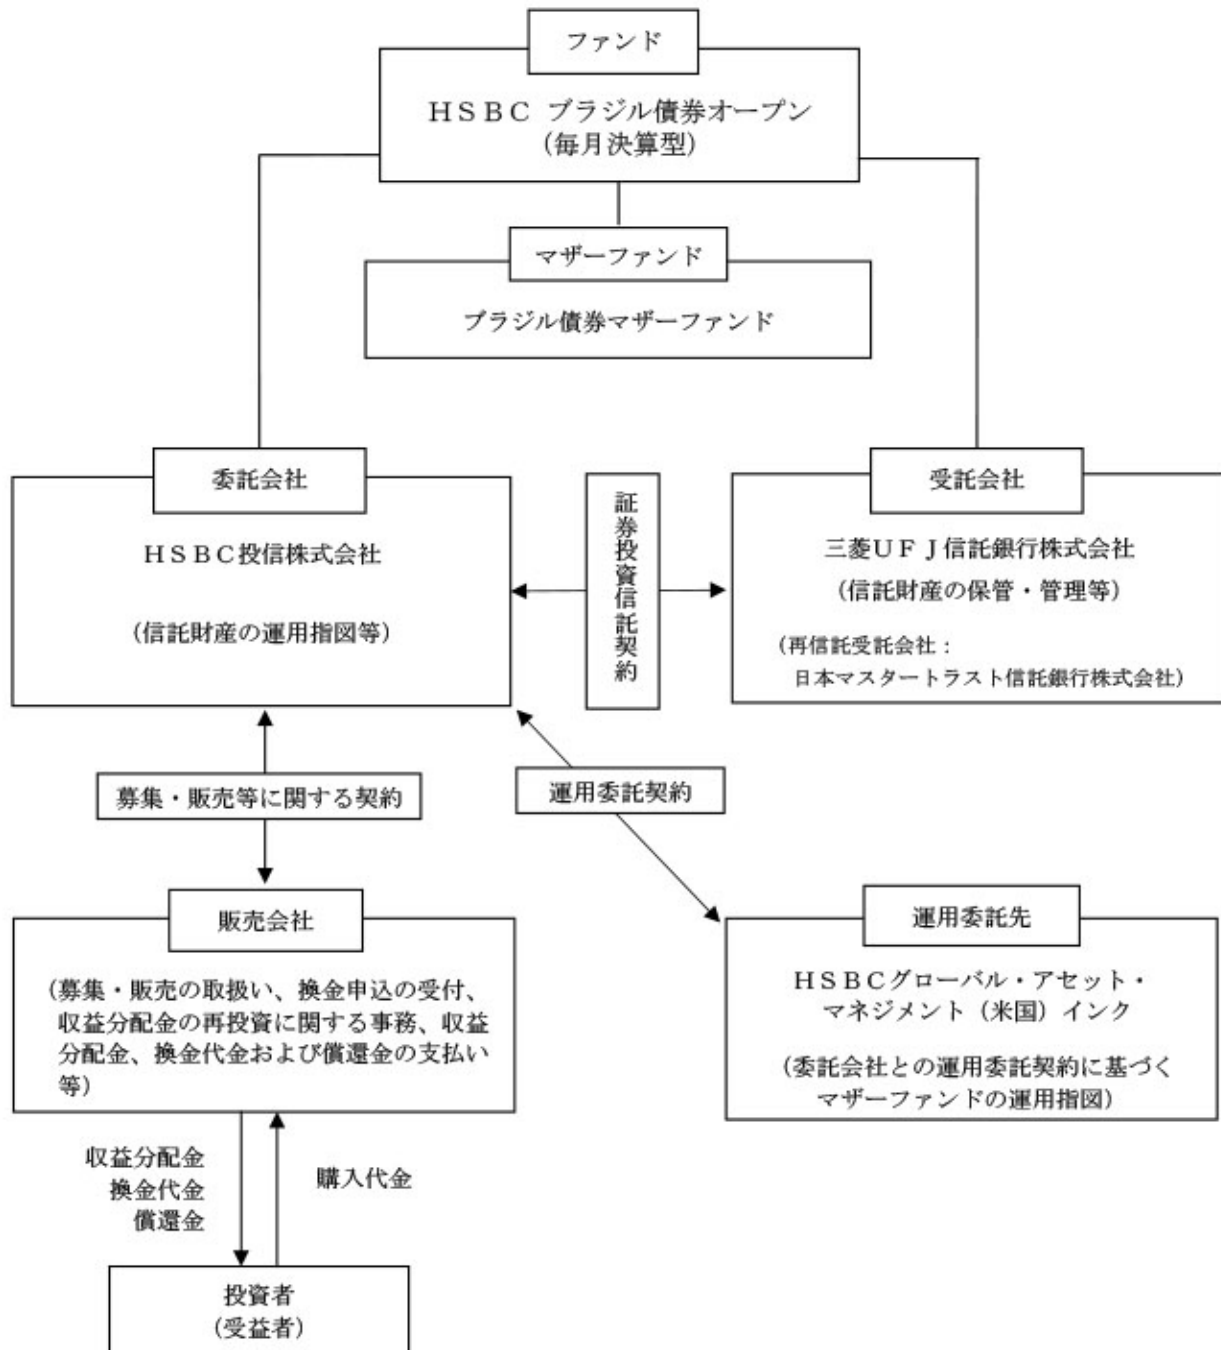 ファンド
ＨＳＢＣ ブラジル債券オープン
（毎月決算型）
マザーファンド
ブラジル債券マザーファンド
委託会社
ＨＳＢＣ投信株式会社
（信託財産の運用指図等）
証券投資信託契約
受託会社
三菱ＵＦＪ信託銀行株式会社
（信託財産の保管・管理等）
（再信託受託会社：
日本マスタートラスト信託銀行株式会社）
募集・販売等に関する契約
運用委託契約
販売会社
（募集・販売の取扱い、換金申込の受付、
収益分配金の再投資に関する事務、収益
分配金、換金代金および償還金の支払い
等）
運用委託先
ＨＳＢＣグローバル・アセット・
マネジメント（米国）インク
（委託会社との運用委託契約に基づく
マザーファンドの運用指図）
収益分配金
換金代金
償還金
購入代金
投資者
（受益者）